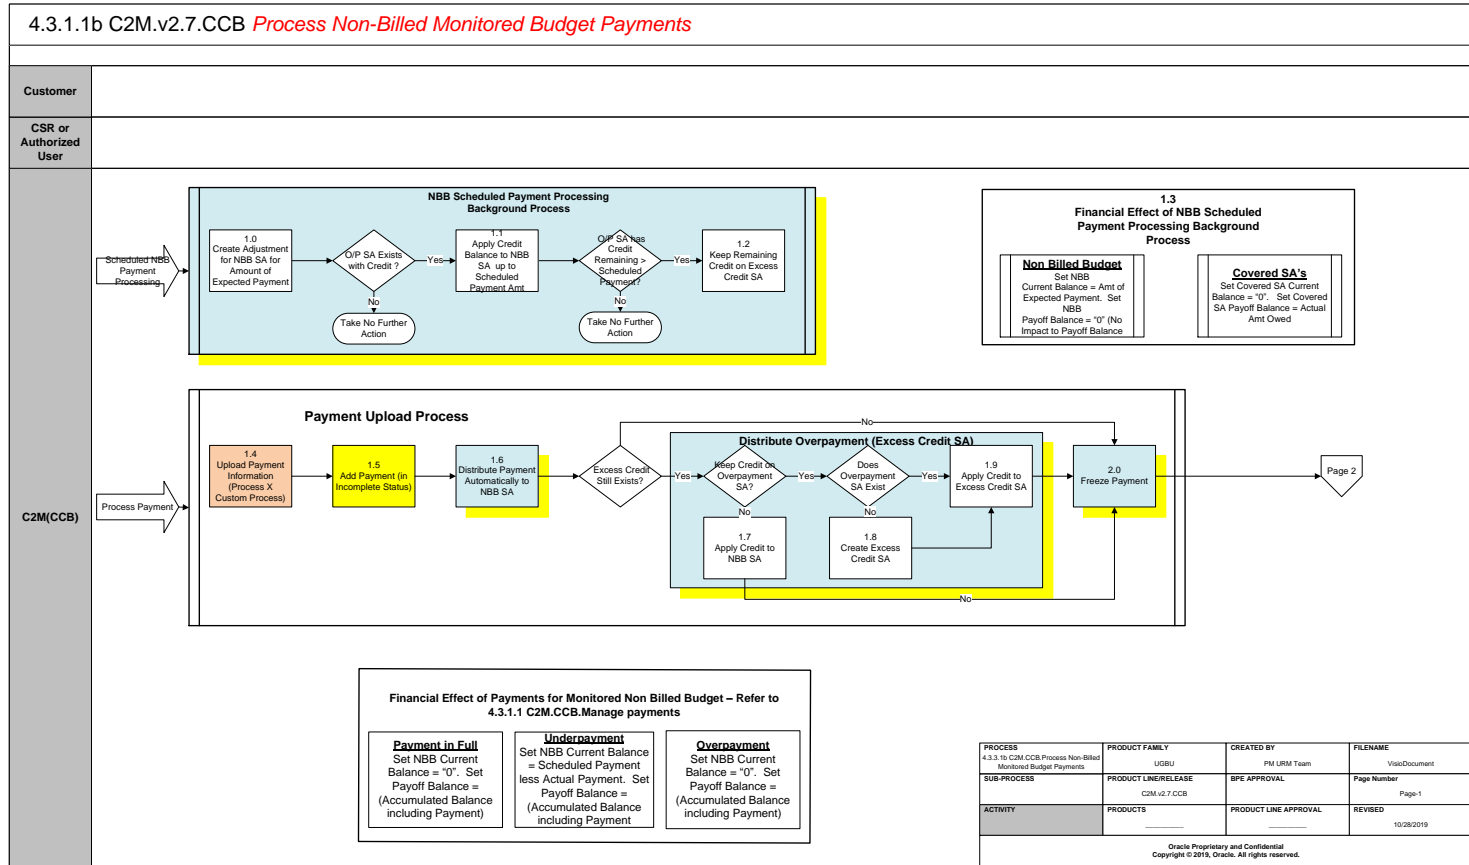 4.3.1.1b C2M.v2.7.CCB Process Non-Billed Monitored Budget Payments
Customer
CSR or
Authorized
User
C2M(CCB)
NBB Scheduled Payment Processing
Background Process
Scheduled NBB
Payment
Processing
1.0
Create Adjustment
for NBB SA for
Amount of
Expected Payment
O/P SA Exists
with Credit ?
Yes
No
Take No Further
Action
1.1
Apply Credit
Balance to NBB
SA up to
Scheduled
Payment Amt
O/P SA has
Credit
Remaining >
Scheduled
Payment?
Yes
No
Take No Further
Action
1.2
Keep Remaining
Credit on Excess
Credit SA
1.3
Financial Effect of NBB Scheduled
Payment Processing Background
Process
Non Billed Budget
Set NBB
Current Balance = Amt of
Expected Payment. Set
NBB
Payoff Balance = "0" (No
Impact to Payoff Balance
Covered SA's
Set Covered SA Current
Balance = "0". Set Covered
SA Payoff Balance = Actual
Amt Owed
Payment Upload Process
Process Payment
1.4
Upload Payment
Information
(Process X
Custom Process)
1.5
Add Payment (in
Incomplete Status)
1.6
Distribute Payment
Automatically to
NBB SA
Excess Credit
Still Exists?
No
Yes
Distribute Overpayment (Excess Credit SA)
Keep Credit on
Overpayment
SA?
Yes
No
1.7
Apply Credit to
NBB SA
Does
Overpayment
SA Exist
Yes
No
1.8
Create Excess
Credit SA
1.9
Apply Credit to
Excess Credit SA
No
2.0
Freeze Payment
Page 2
Financial Effect of Payments for Monitored Non Billed Budget – Refer to
4.3.1.1 C2M.CCB.Manage payments
Payment in Full
Set NBB Current
Balance = "0". Set
Payoff Balance =
(Accumulated Balance
including Payment)
Underpayment
Set NBB Current Balance
= Scheduled Payment
less Actual Payment. Set
Payoff Balance =
(Accumulated Balance
including Payment
Overpayment
Set NBB Current
Balance = "0". Set
Payoff Balance =
(Accumulated Balance
including Payment)
PROCESS
4.3.3.1b C2M.CCB.Process Non-Billed
Monitored Budget Payments
PRODUCT FAMILY
UGBU
CREATED BY
PM URM Team
FILENAME
VisioDocument
SUB-PROCESS
PRODUCT LINE/RELEASE
C2M.v2.7.CCB
BPE APPROVAL
Page Number
Page-1
ACTIVITY
PRODUCTS
PRODUCT LINE APPROVAL
REVISED
10/28/2019
Oracle Proprietary and Confidential
Copyright © 2019, Oracle. All rights reserved.